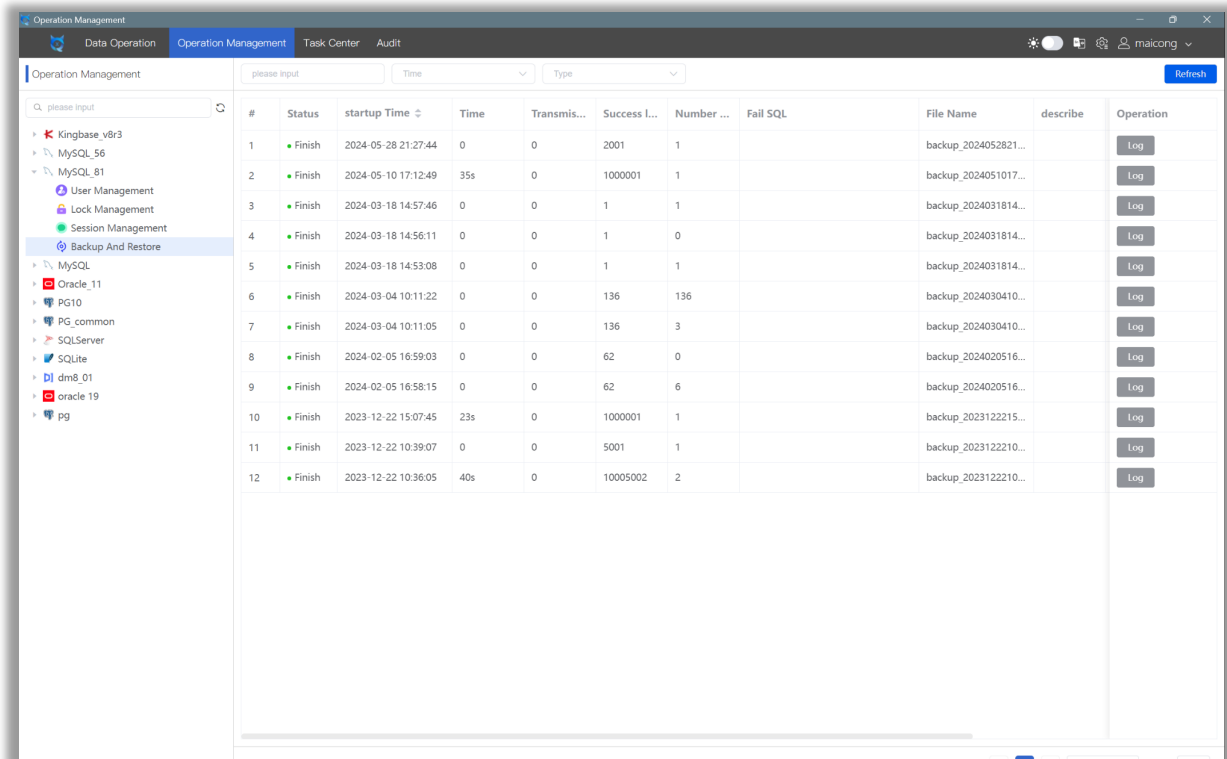 Operation Management
Data Operation Operation Management Task Center Audit maicong
Operation Management please input Time Type Refresh
please input
# Status startup Time Time Transmis... Success I... Number ... Fail SQL File Name describe Operation
Kingbase_v8r3
MySQL_56
MySQL_81
User Management
Lock Management
Session Management
Backup And Restore
MySQL
Oracle_11
PG10
PG_common
SQLServer
SQLite
dm8_01
oracle 19
pg
1 Finish 2024-05-28 21:27:44 0 0 2001 1 backup_2024052821... Log
2 Finish 2024-05-10 17:12:49 35s 0 1000001 1 backup_2024051017... Log
3 Finish 2024-03-18 14:57:46 0 0 1 1 backup_2024031814... Log
4 Finish 2024-03-18 14:56:11 0 0 1 0 backup_2024031814... Log
5 Finish 2024-03-18 14:53:08 0 0 1 1 backup_2024031814... Log
6 Finish 2024-03-04 10:11:22 0 0 136 136 backup_2024030410... Log
7 Finish 2024-03-04 10:11:05 0 0 136 3 backup_2024030410... Log
8 Finish 2024-02-05 16:59:03 0 0 62 0 backup_2024020516... Log
9 Finish 2024-02-05 16:58:15 0 0 62 6 backup_2024020516... Log
10 Finish 2023-12-22 15:07:45 23s 0 1000001 1 backup_2023122215... Log
11 Finish 2023-12-22 10:39:07 0 0 5001 1 backup_2023122210... Log
12 Finish 2023-12-22 10:36:05 40s 0 10005002 2 backup_2023122210... Log